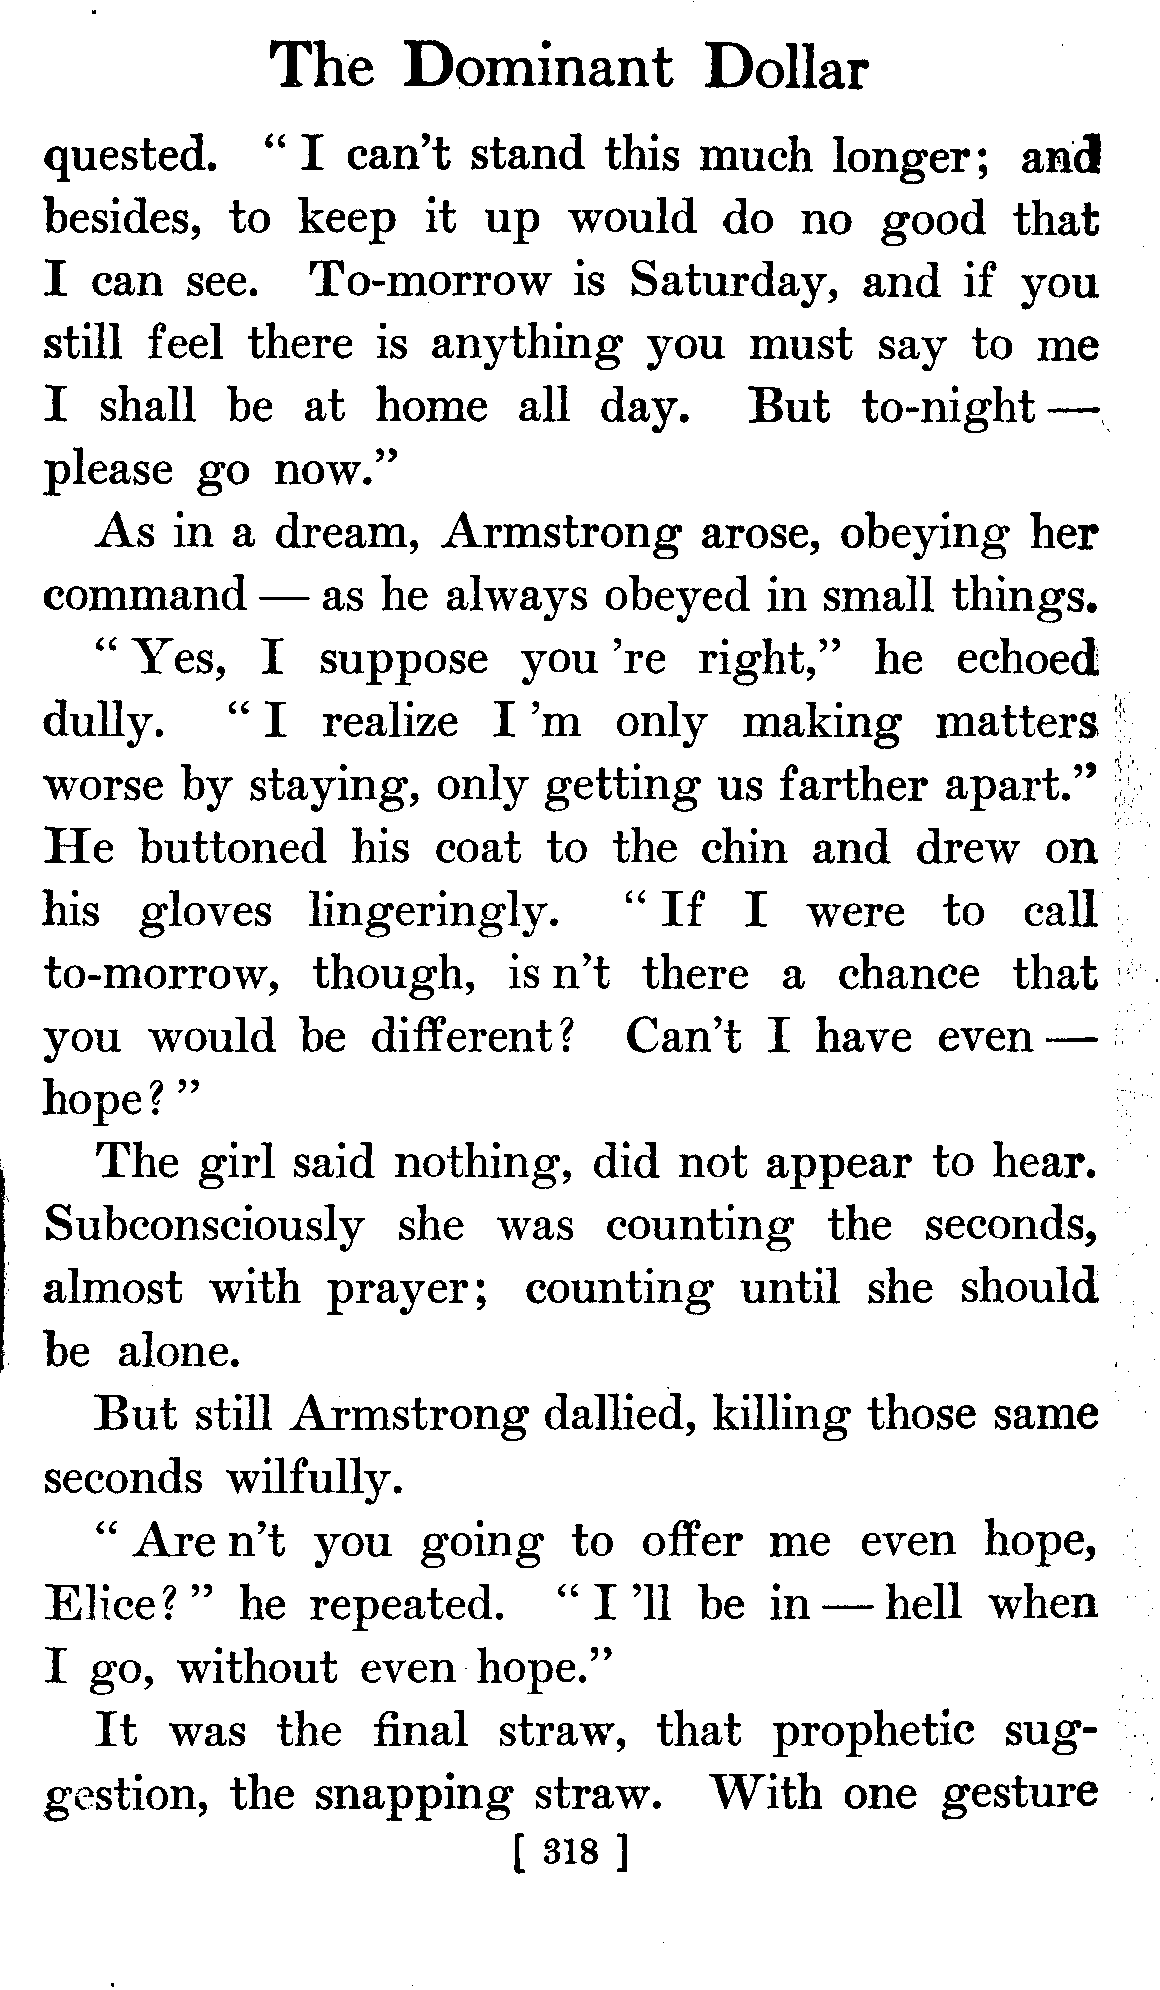 The Dominant Dollar
quested. “ I can't stand this much longer; and
besides, to keep it up would do no good that
I can see. To-morrow is Saturday, and if you
still feel there is anything you must say to me
I shall be at home all day. But to-night —
please go now.”
As in a dream, Armstrong arose, obeying her
command — as he always obeyed in small things.
“ Yes, I suppose you 're right,” he echoed
dully. “ I realize I 'm only making matters
worse by staying, only getting us farther apart.”
He buttoned his coat to the chin and drew on
his gloves lingeringly. “ If I were to call
to-morrow, though, is n't there a chance that
you would be different? Can't I have even —
hope? ”
The girl said nothing, did not appear to hear.
Subconsciously she was counting the seconds,
almost with prayer; counting until she should
be alone.
But still Armstrong dallied, killing those same
seconds wilfully.
“ Are n't you going to offer me even hope,
Elice? ” he repeated. “ I 'll be in — hell when
I go, without even hope.”
It was the final straw, that prophetic sug-
gestion, the snapping straw. With one gesture
[ 318 ]